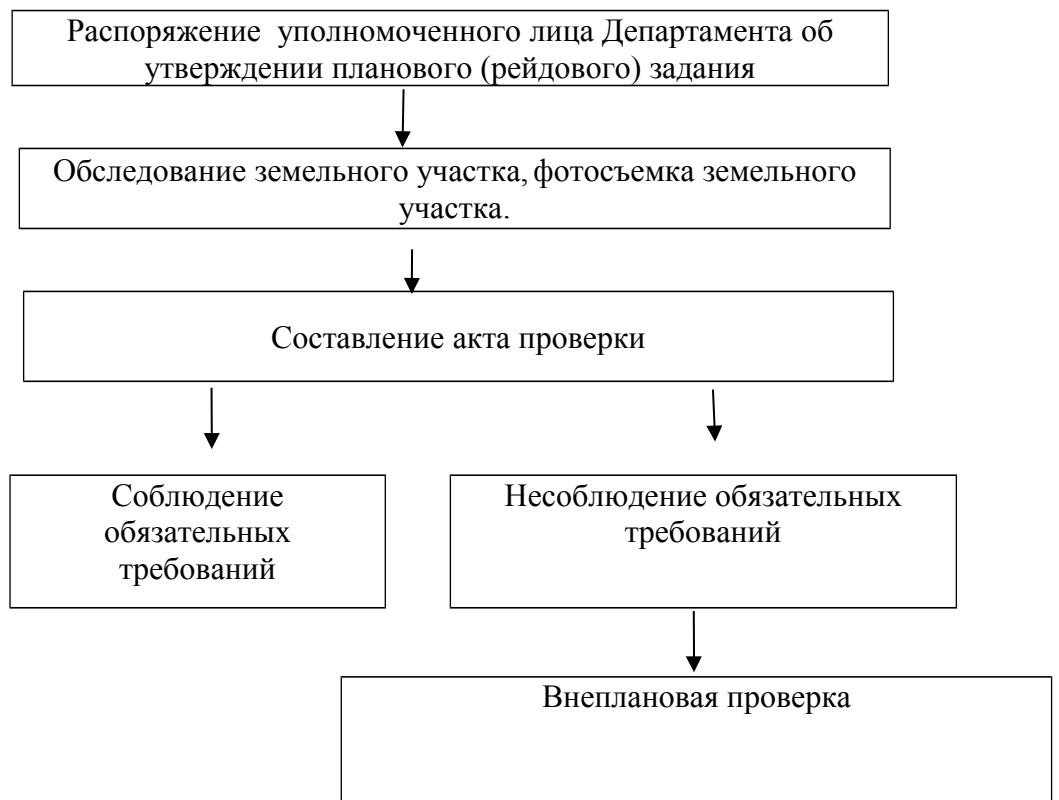 Распоряжение уполномоченного лица Департамента об
утверждении планового (рейдового) задания
Обследование земельного участка, фотосъемка земельного
участка.
Составление акта проверки
Соблюдение
обязательных
требований
Несоблюдение обязательных
требований
Внеплановая проверка